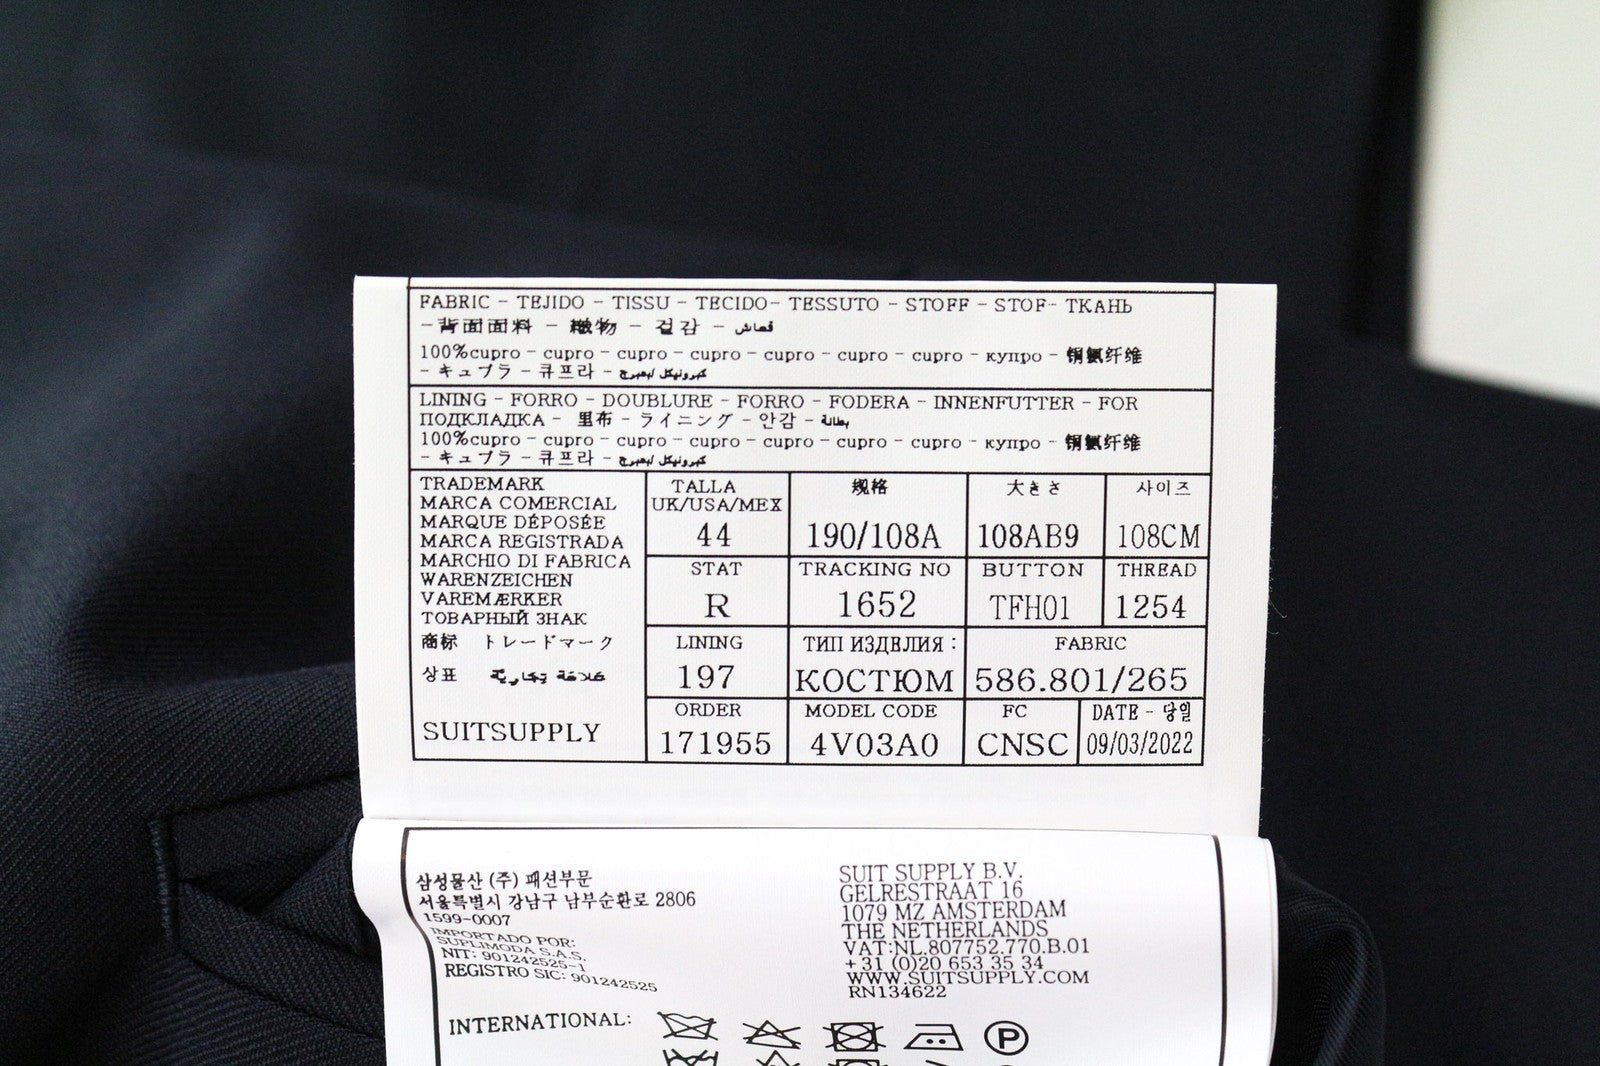 FABRIC - TEJIDO - TISSU - TECIDO- TESSUTO - STOFF - STOF- ТКАНЬ
-背面面料 - 織物 - 겉감 - قماش
100%cupro - cupro - cupro - cupro - cupro - cupro - cupro - купро - 铜氨纤维
- キュプラ - 큐프라 -
LINING - FORRO - DOUBLURE - FORRO - FODERA - INNENFUTTER - FOR
ПОДКЛАДКА - 里布 - ライニング - 안감 - بطانة
100%cupro - cupro - cupro - cupro - cupro - cupro - cupro - купро - 铜氨纤维
- キュプラ - 큐프라 -
TRADEMARK
MARCA COMERCIAL
MARQUE DÉPOSÉE
MARCA REGISTRADA
MARCHIO DI FABRICA
WARENZEICHEN
VAREMÆRKER
ТОВАРНЫЙ ЗНАК
商标 トレードマーク
상표 علامة تجارية
SUITSUPPLY
TALLA
UK/USA/MEX
44
规格
190/108A
大きさ
108AB9
사이즈
108CM
STAT
R
TRACKING NO
1652
BUTTON
TFH01
THREAD
1254
LINING
197
ТИП ИЗДЕЛИЯ :
КОСТЮМ
FABRIC
586.801/265
ORDER
171955
MODEL CODE
4V03A0
FC
CNSC
DATE - 당일
09/03/2022
삼성물산 (주) 패션부문
서울특별시 강남구 남부순환로 2806
1599-0007
IMPORTADO POR:
SUPLIMODA S.A.S.
NIT: 901242525-1
REGISTRO SIC: 901242525
SUIT SUPPLY B.V.
GELRESTRAAT 16
1079 MZ AMSTERDAM
THE NETHERLANDS
VAT:NL.807752.770.B.01
+31 (0)20 653 35 34
WWW.SUITSUPPLY.COM
RN134622
INTERNATIONAL:
P